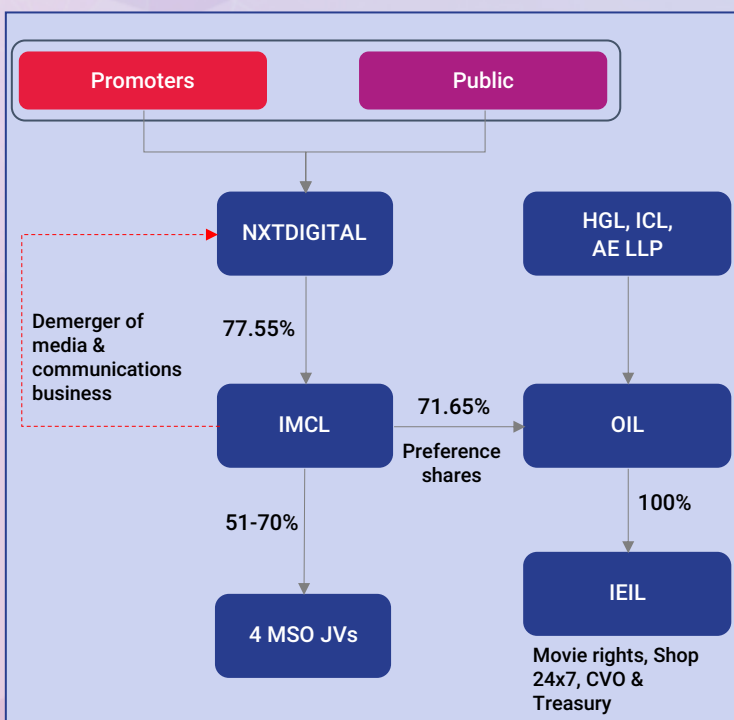 Promoters
Public
NXTDIGITAL
HGL, ICL,
AE LLP
Demerger of
media &
communications
business
77.55%
IMCL
71.65%
Preference
shares
OIL
51-70%
100%
4 MSO JVs
IEIL
Movie rights, Shop
24x7, CVO &
Treasury